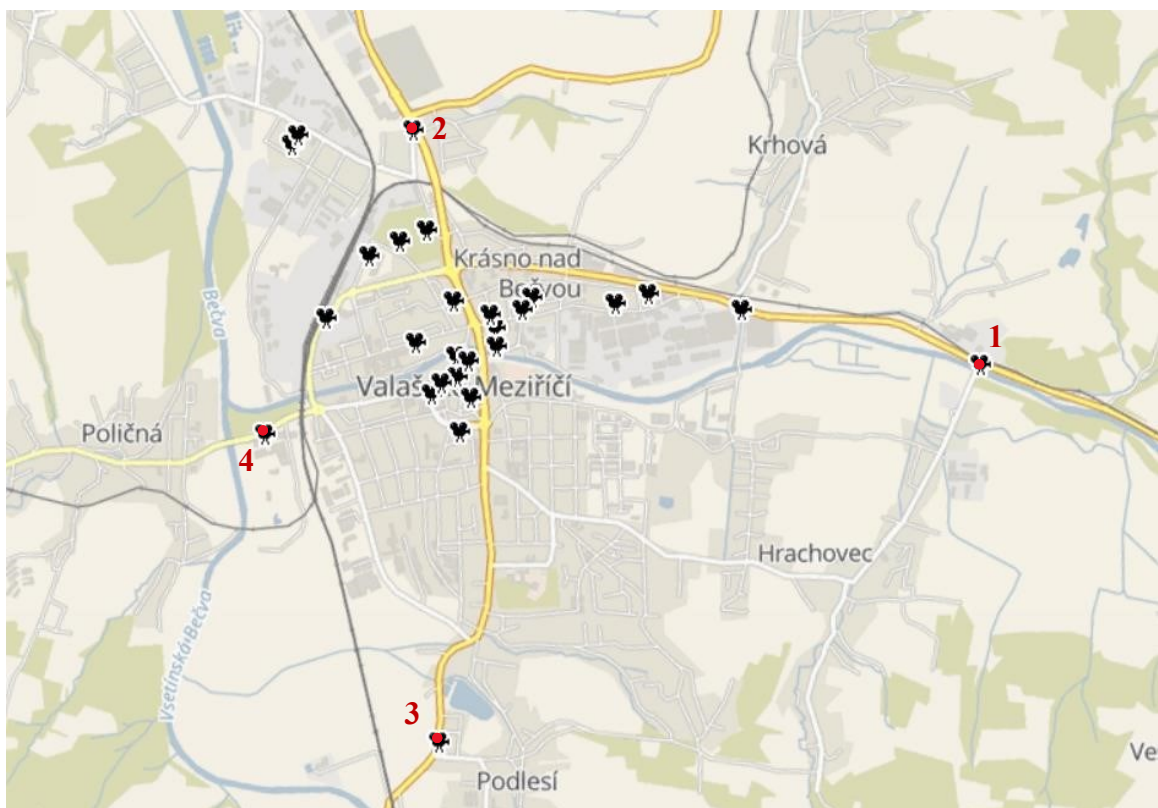 2
Krhová
Krásno nad
Bečvou
Bečva
1
Valašské Meziříčí
Poličná
4
Hrachovec
Vsetínská Bečva
3
Podlesí